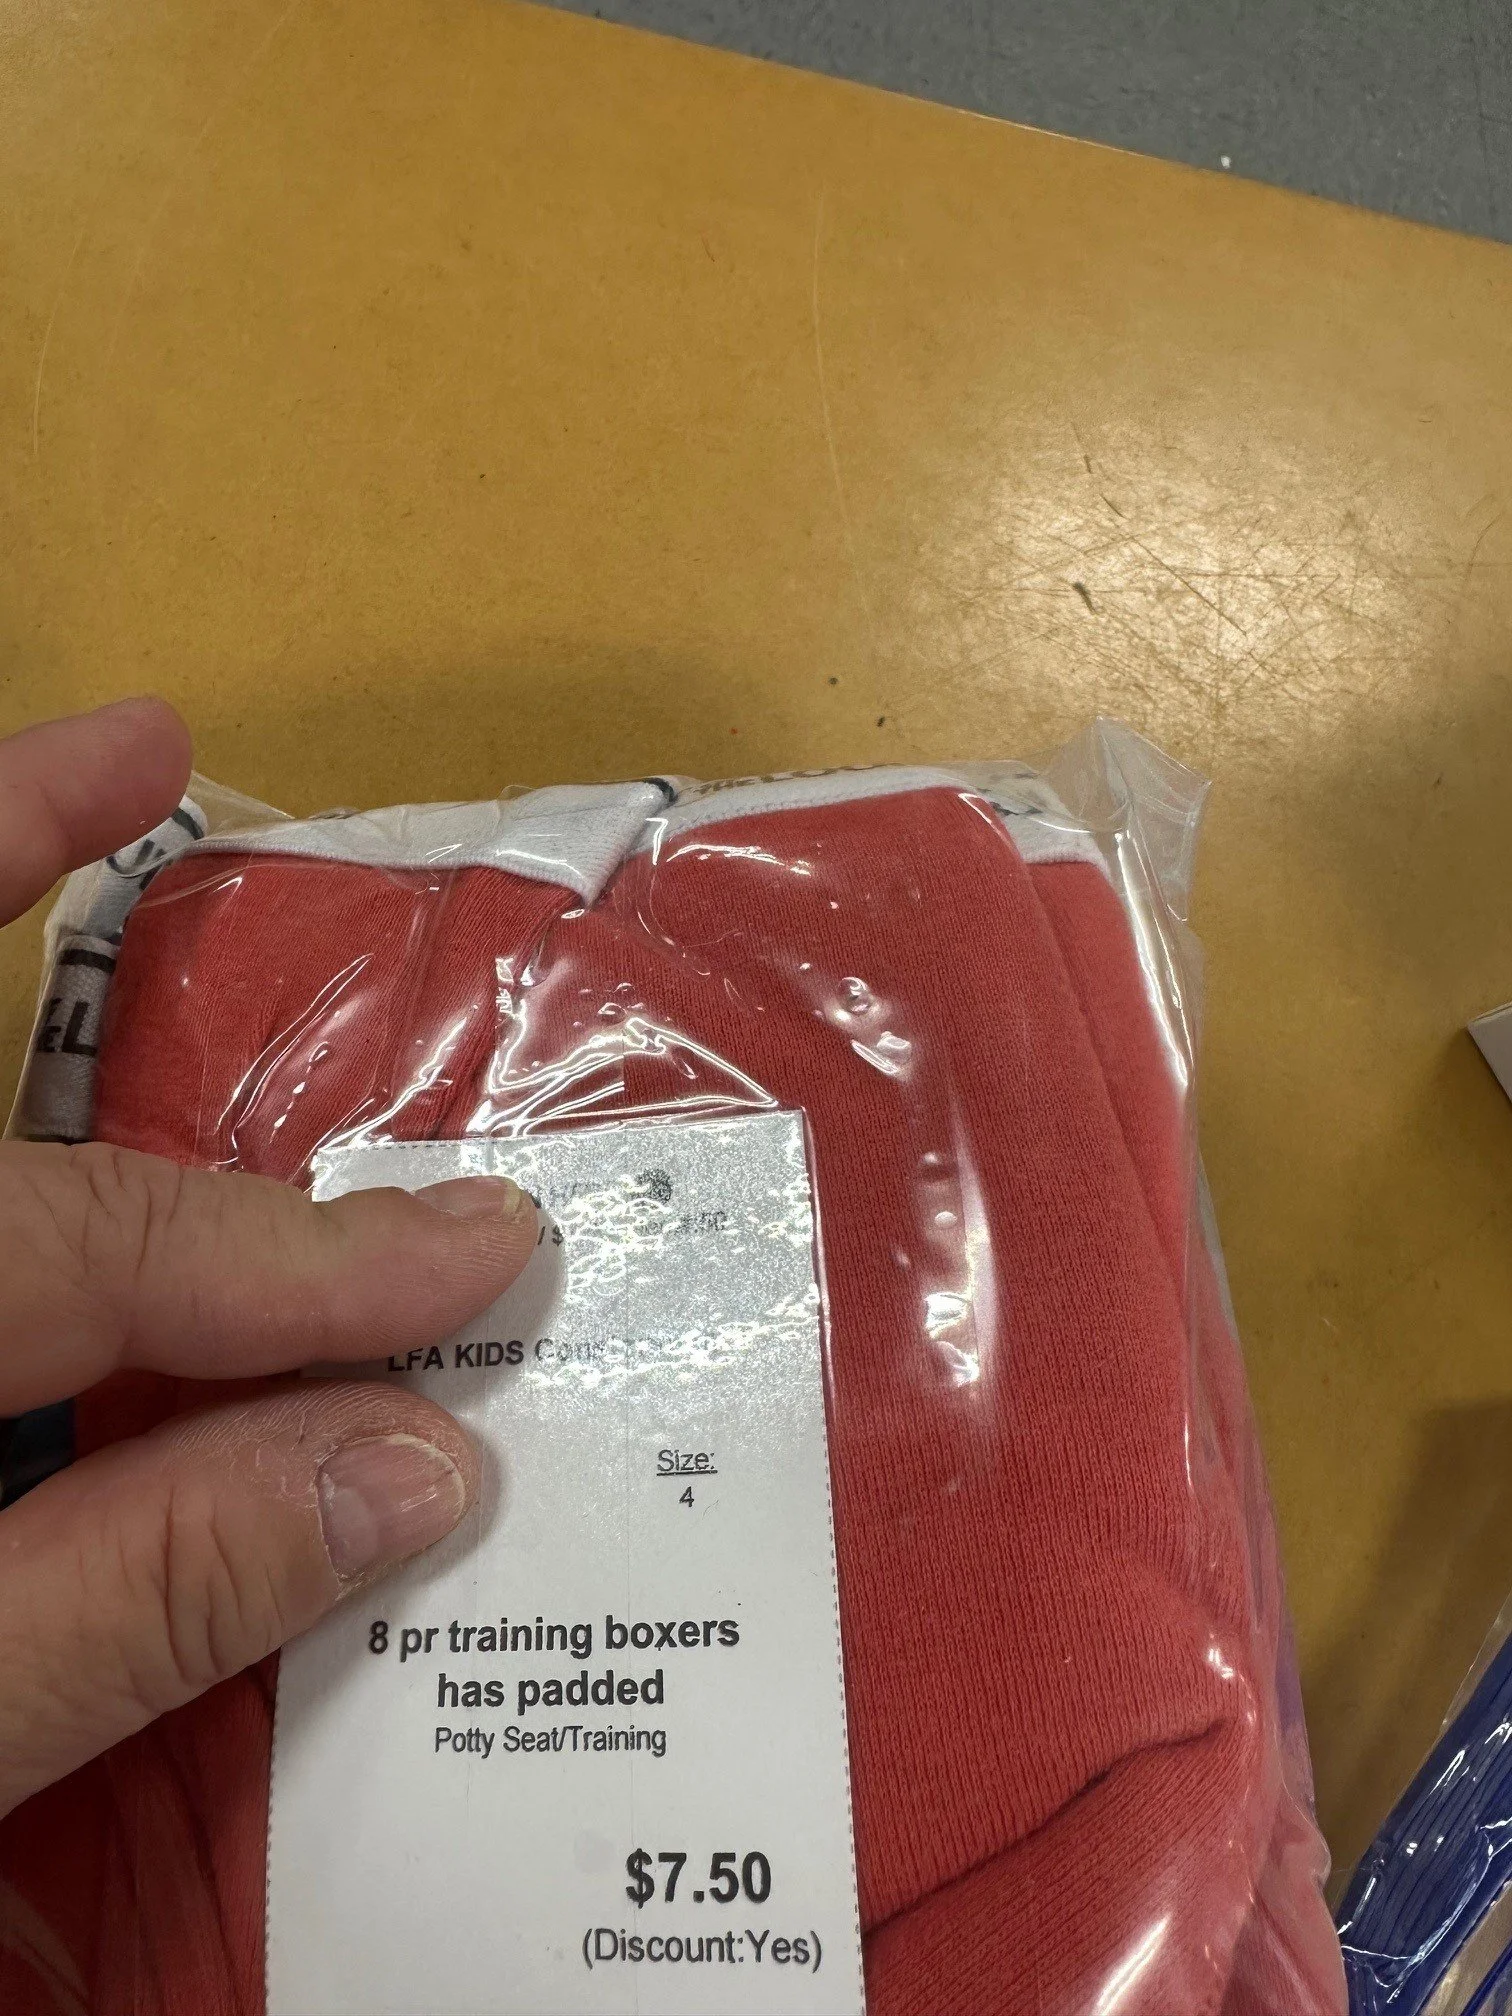 LFA KIDS
Size:
4
8 pr training boxers
has padded
Potty Seat/Training
$7.50
(Discount:Yes)